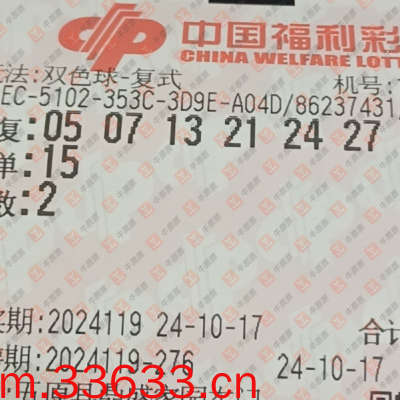 中国福利彩
CHINA WELFARE LOTT
法:双色球-复式 机号:
EC-5102-353C-3D9E-A04D/86237431
复:05 07 13 21 24 27
单:15
数:2
期:2024119 24-10-17 合计
期:2024119-276 24-10-17
m.33633.cn